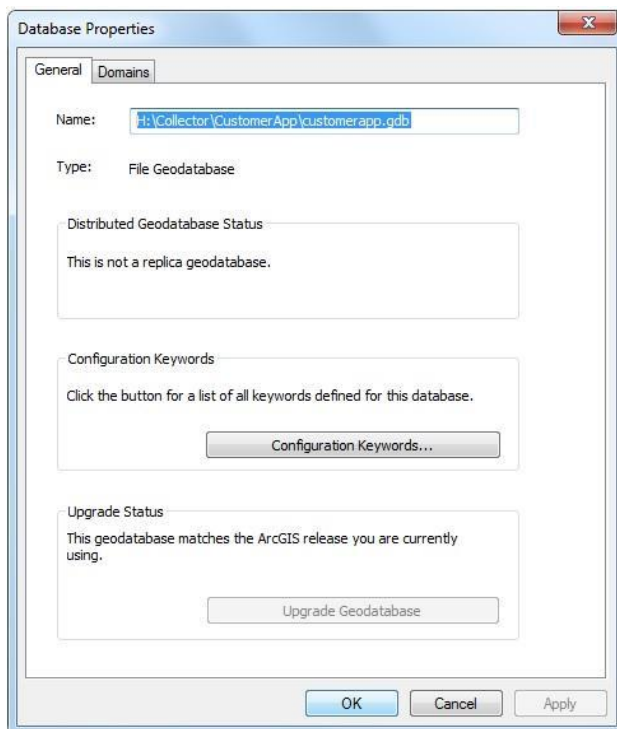 Database Properties
General Domains
Name: H:\Collector\CustomerApp\customerapp.gdb
Type: File Geodatabase
Distributed Geodatabase Status
This is not a replica geodatabase.
Configuration Keywords
Click the button for a list of all keywords defined for this database.
Configuration Keywords...
Upgrade Status
This geodatabase matches the ArcGIS release you are currently
using.
Upgrade Geodatabase
OK Cancel Apply